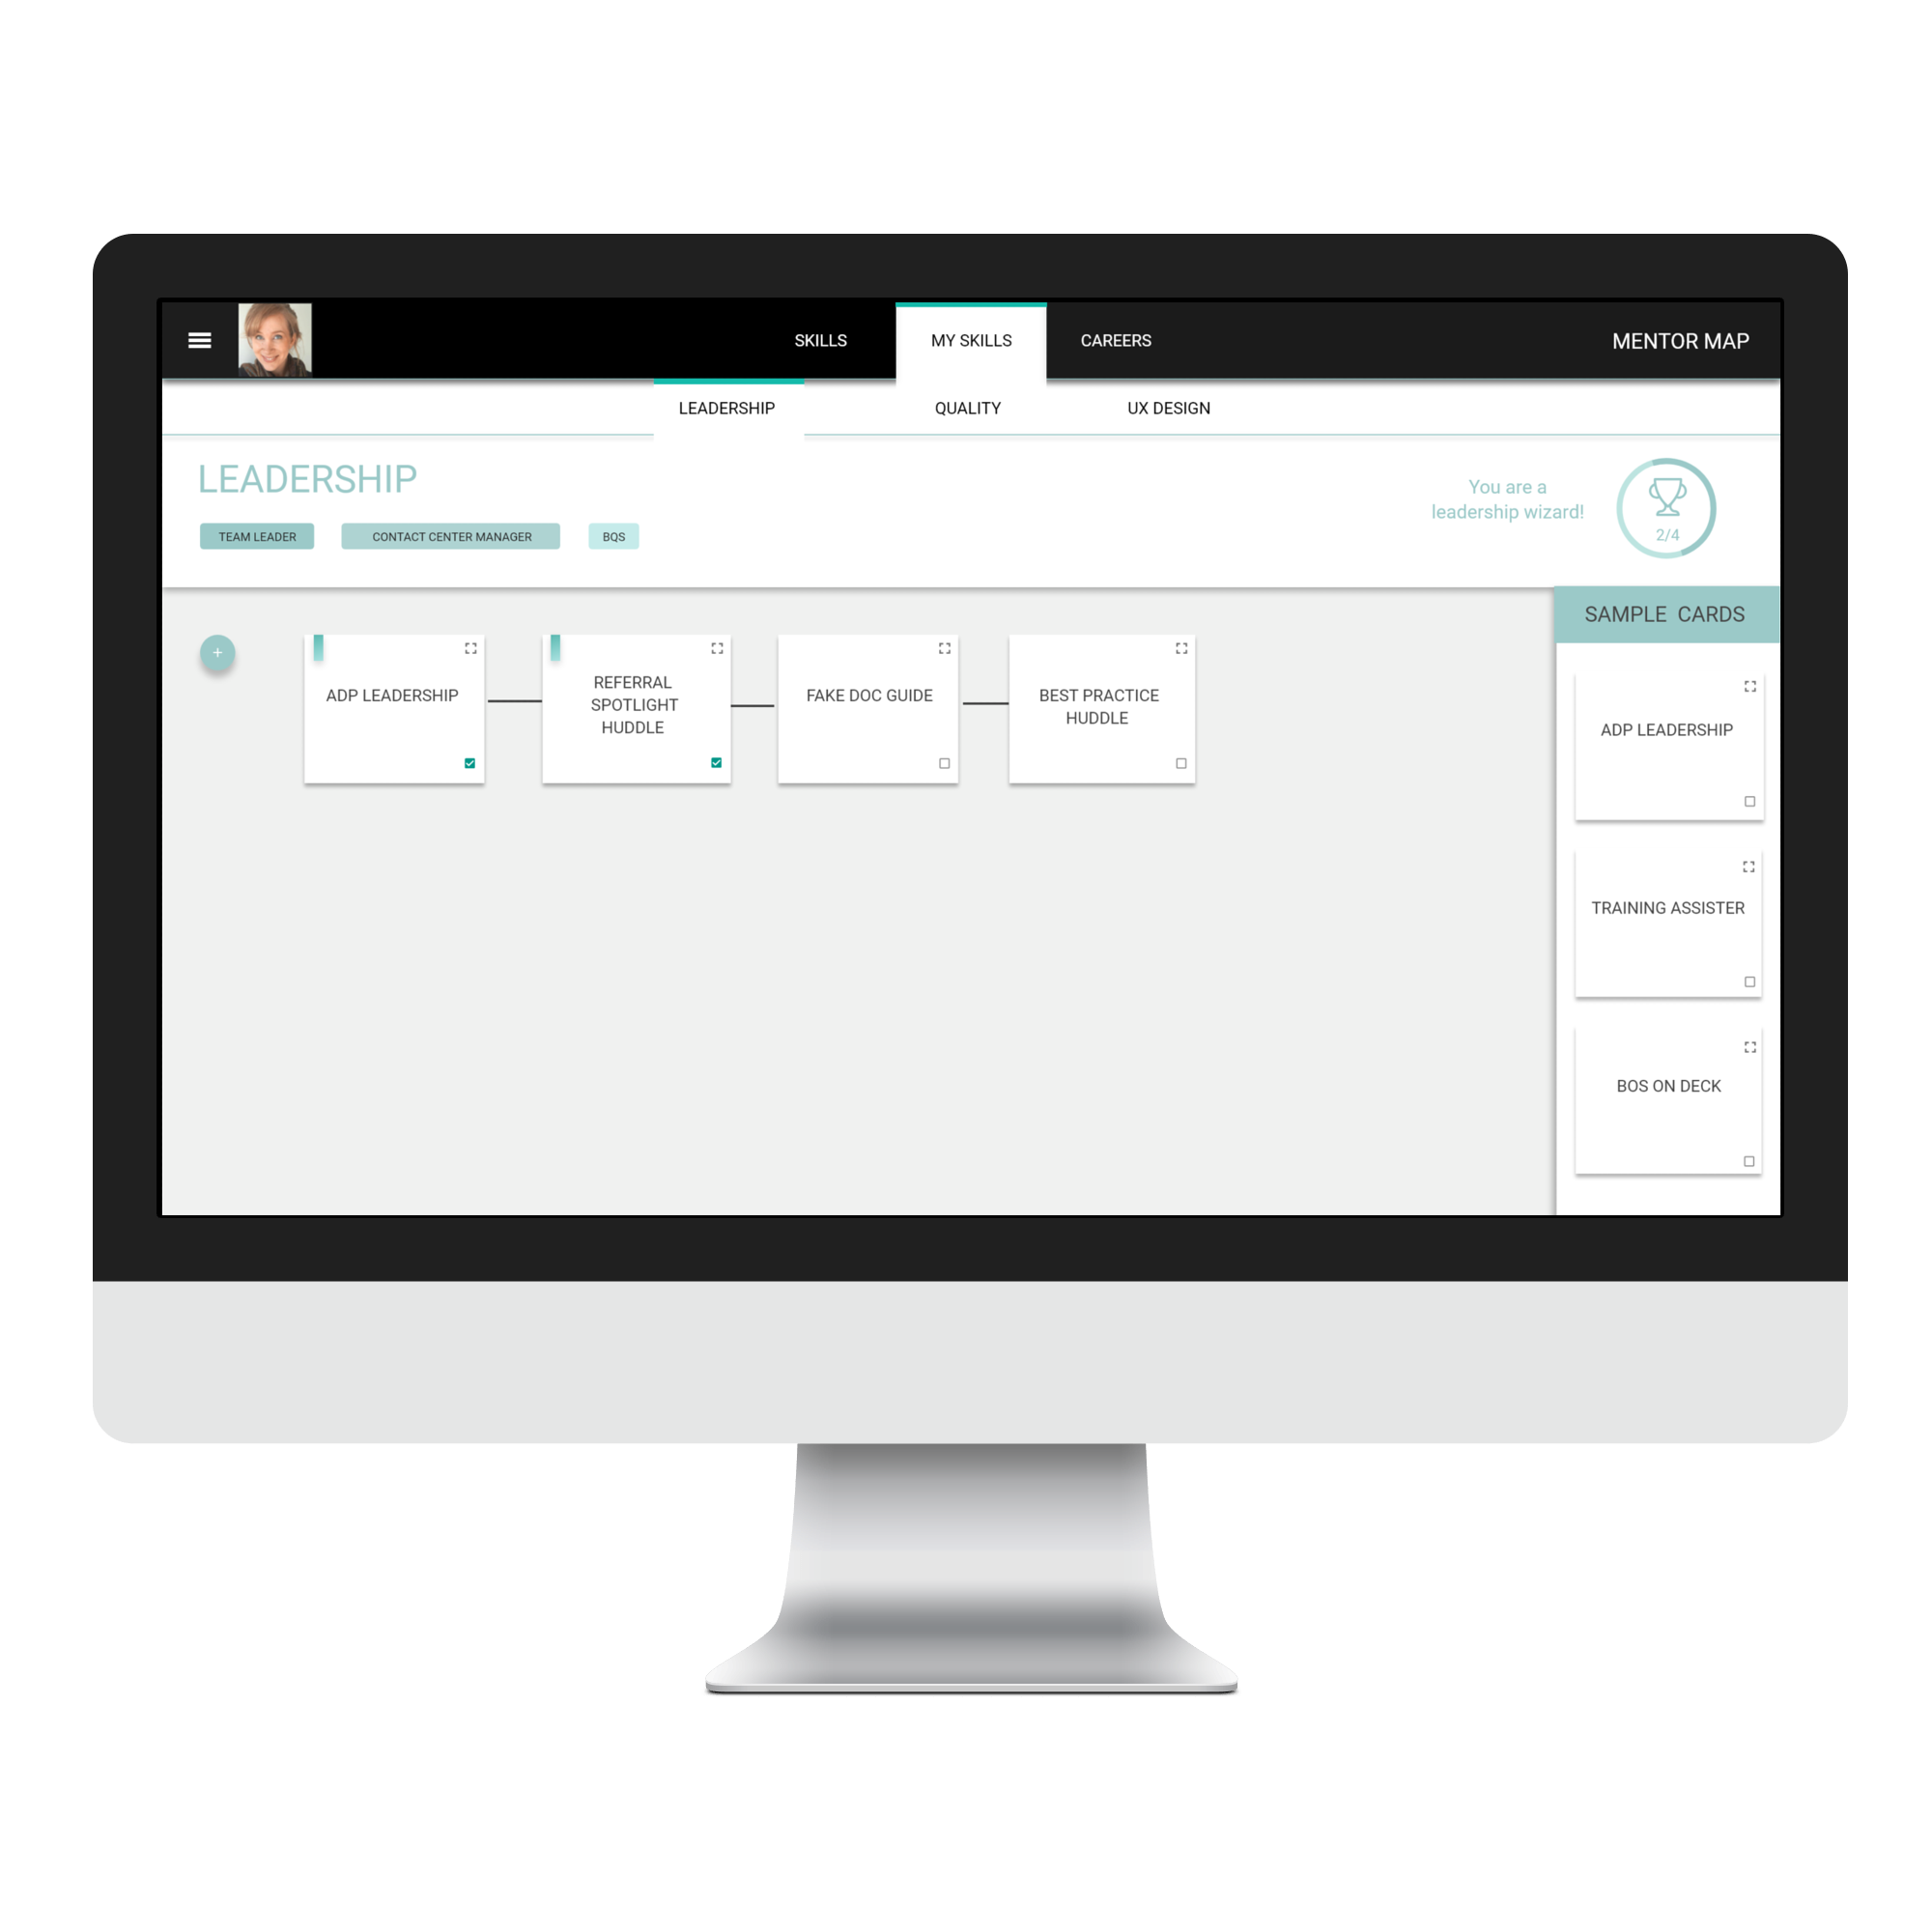 SKILLS
MY SKILLS
CAREERS
MENTOR MAP
LEADERSHIP
QUALITY
UX DESIGN
LEADERSHIP
TEAM LEADER
CONTACT CENTER MANAGER
BQS
You are a
leadership wizard!
2/4
ADP LEADERSHIP
REFERRAL
SPOTLIGHT
HUDDLE
FAKE DOC GUIDE
BEST PRACTICE
HUDDLE
SAMPLE CARDS
ADP LEADERSHIP
TRAINING ASSISTER
BOS ON DECK